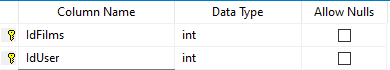 Column Name Data Type Allow Nulls
IdFilms int
IdUser int